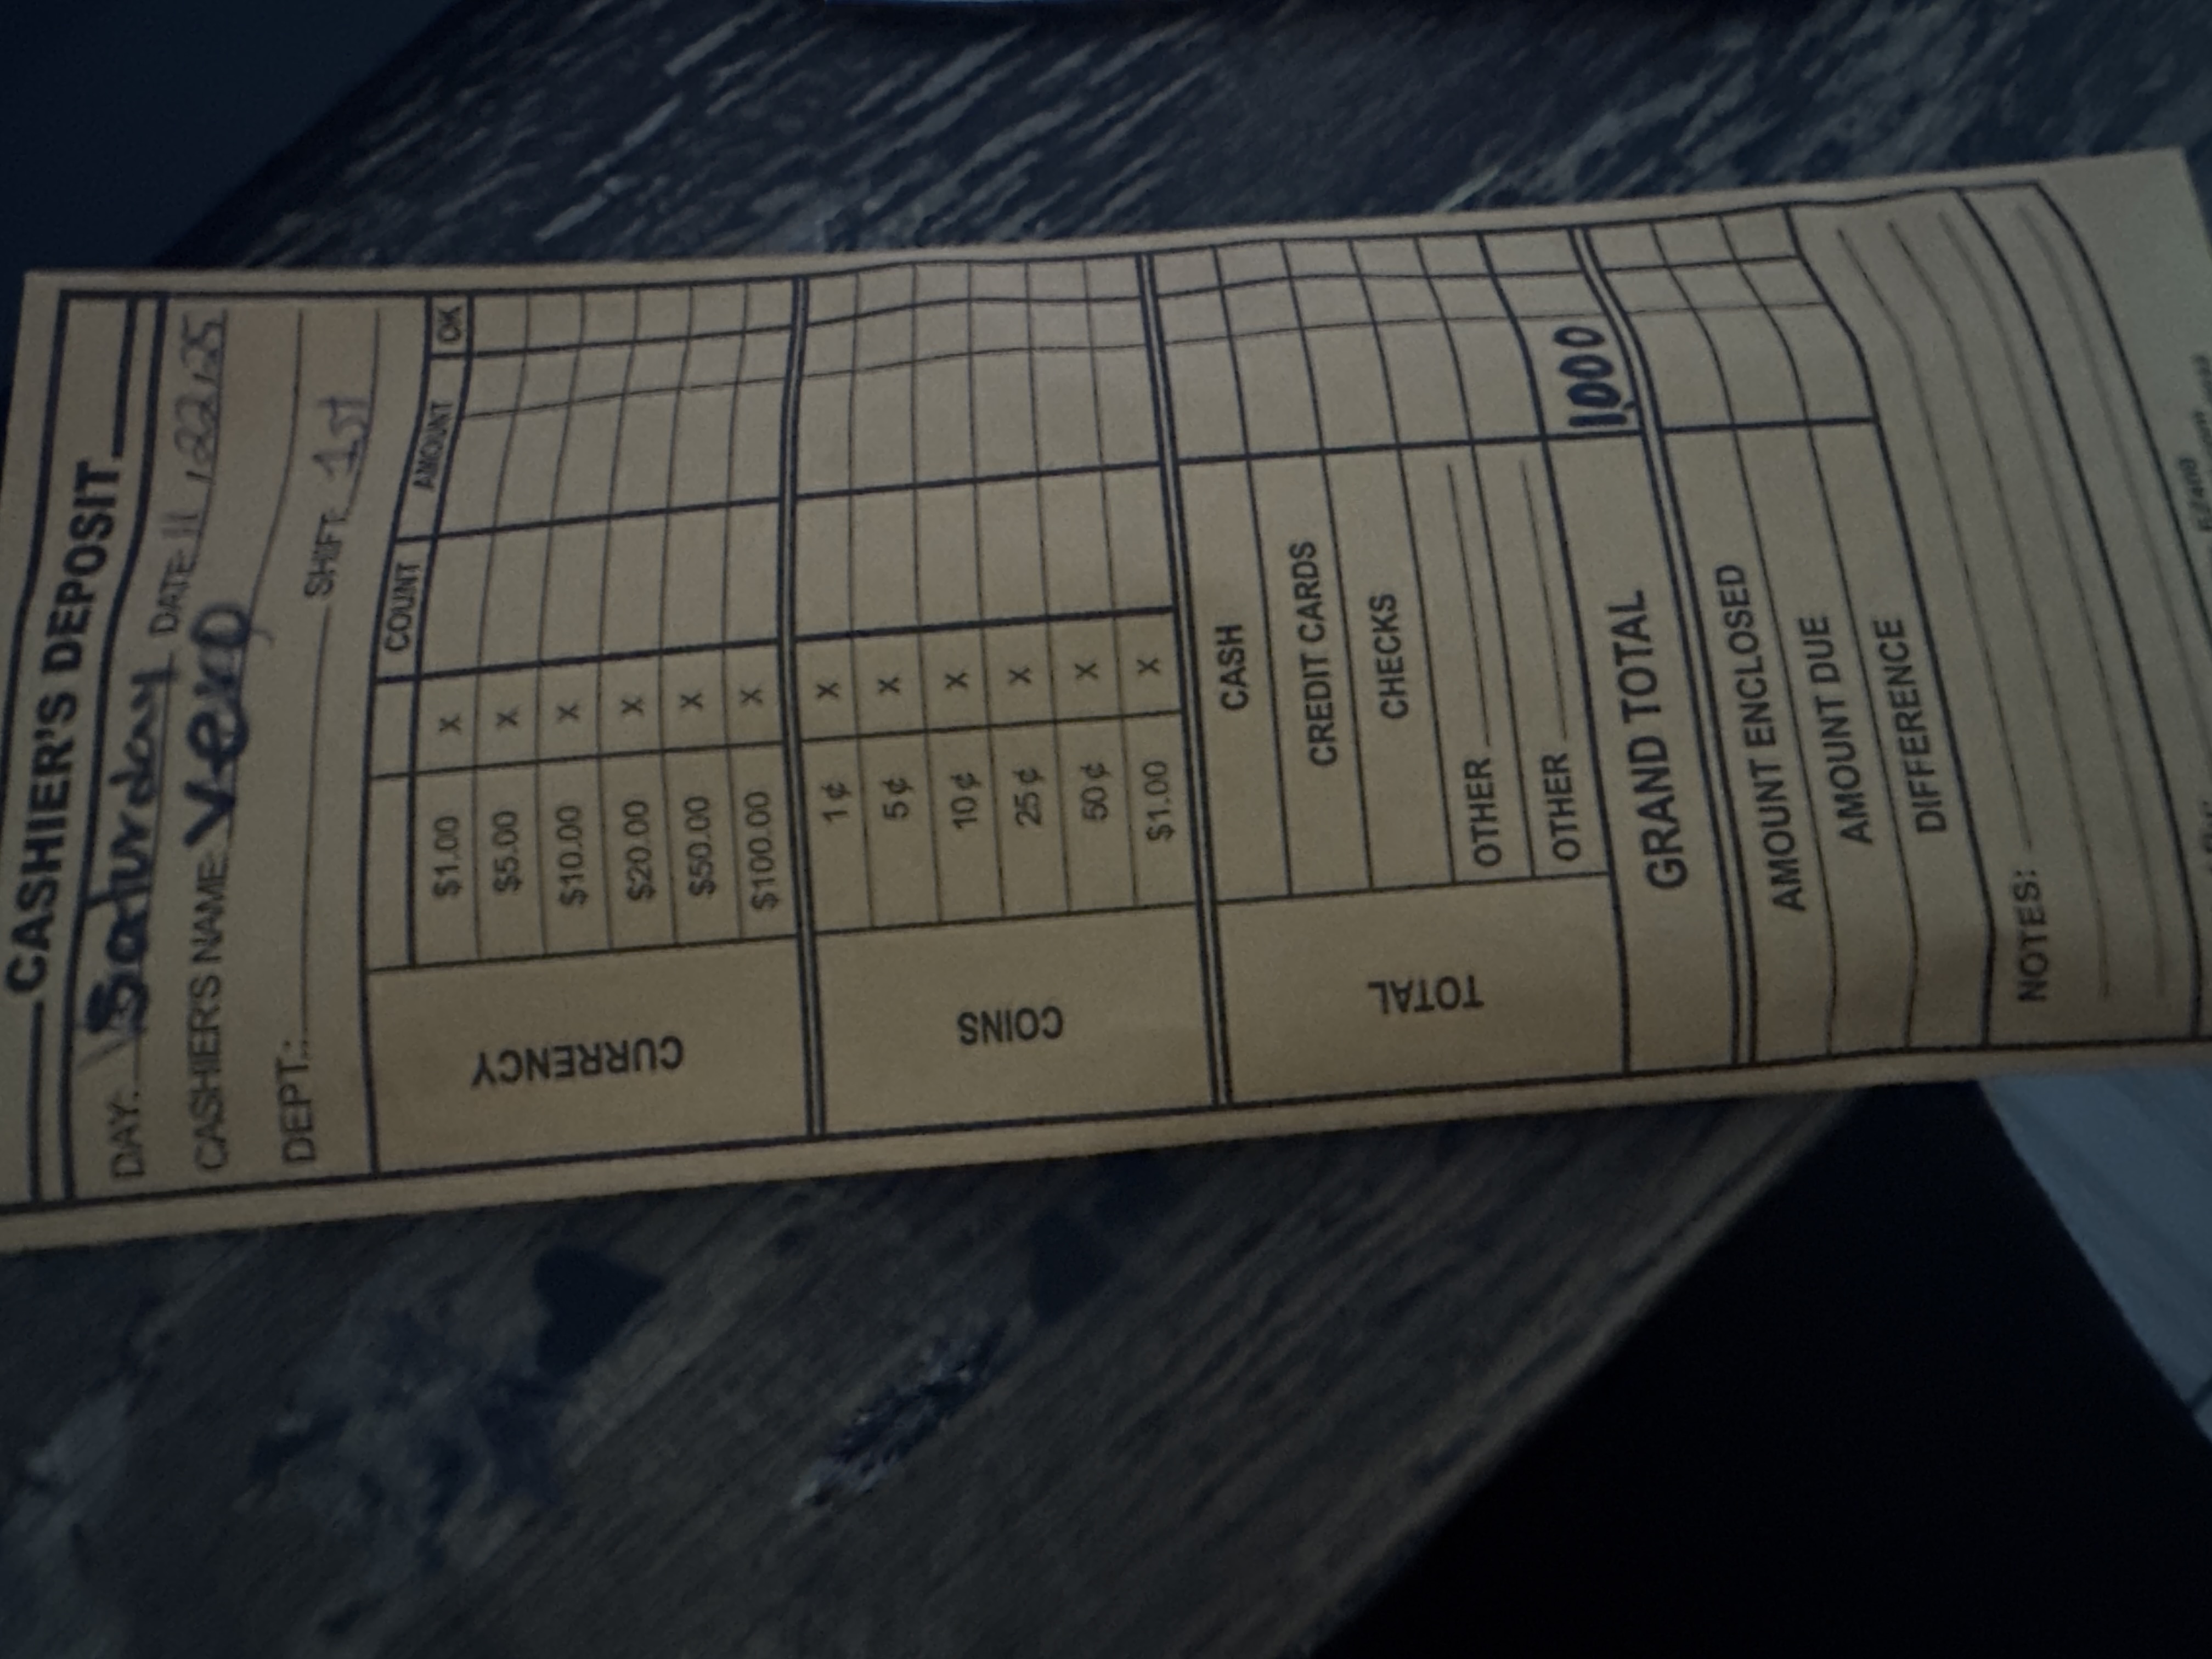 CASHIER'S DEPOSIT
DAY: Saturday DATE 11/22/25
CASHIER'S NAME Vero
DEPT.: SHIFT: 1st
COUNT AMOUNT OK
CURRENCY
$1.00 X
$5.00 X
$10.00 X
$20.00 X
$50.00 X
$100.00 X
COINS
1¢ X
5¢ X
10¢ X
25¢ X
50¢ X
$1.00 X
TOTAL
CASH
CREDIT CARDS
CHECKS
OTHER
OTHER
GRAND TOTAL 1,000
AMOUNT ENCLOSED
AMOUNT DUE
DIFFERENCE
NOTES: